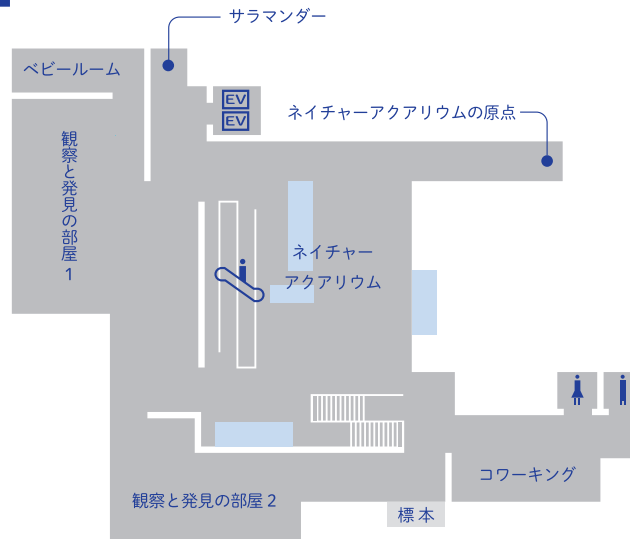 サラマンダー
ベビールーム
EV
EV
ネイチャーアクアリウムの原点
観察と発見の部屋1
ネイチャー
アクアリウム
コワーキング
観察と発見の部屋2
標本